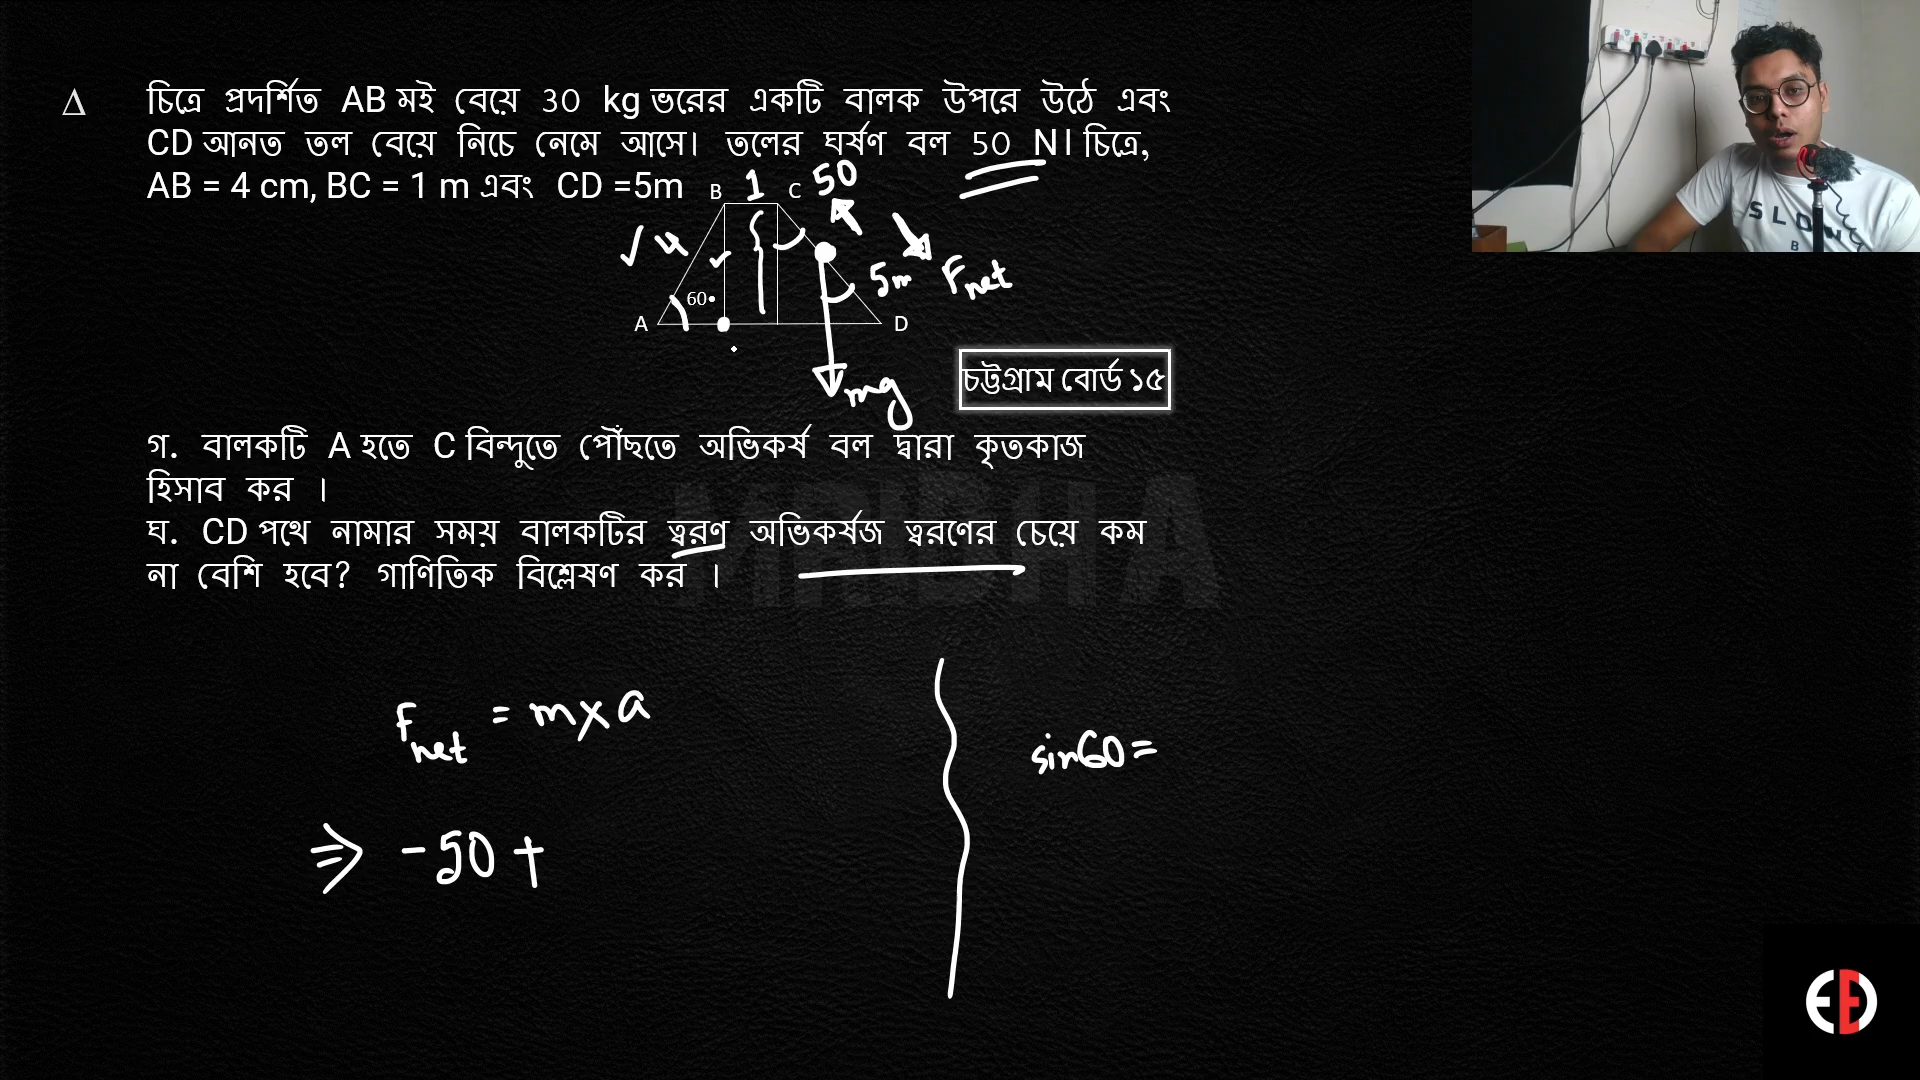 Δ চিত্রে প্রদর্শিত AB মই বেয়ে 30 kg ভরের একটি বালক উপরে উঠে এবং
CD আনত তল বেয়ে নিচে নেমে আসে। তলের ঘর্ষণ বল 50 N। চিত্রে,
AB = 4 cm, BC = 1 m এবং CD =5m
B 1 C 50
4
5m F net
60•
A D
mg
চট্টগ্রাম বোর্ড ১৫
গ. বালকটি A হতে C বিন্দুতে পৌঁছতে অভিকর্ষ বল দ্বারা কৃতকাজ
হিসাব কর ।
ঘ. CD পথে নামার সময় বালকটির ত্বরণ অভিকর্ষজ ত্বরণের চেয়ে কম
না বেশি হবে? গাণিতিক বিশ্লেষণ কর ।
F net = m x a
sin60=
⇒ -50 +